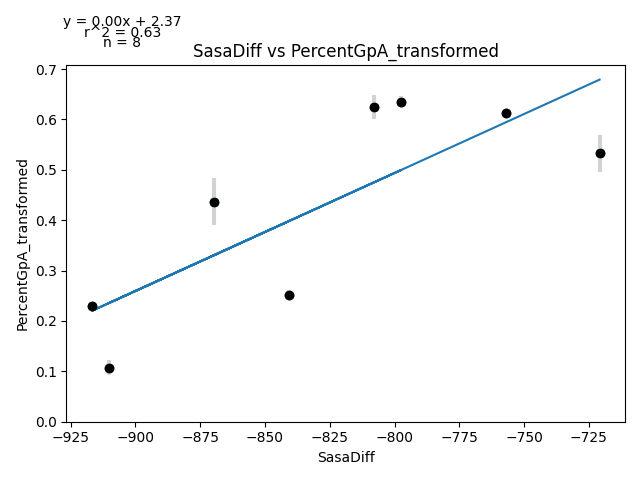 y = 0.00x + 2.37
r^2 = 0.63
n = 8
SasaDiff vs PercentGpA_transformed
0.7
0.6
0.5
0.4
0.3
0.2
0.1
0.0
PercentGpA_transformed
−925 −900 −875 −850 −825 −800 −775 −750 −725
SasaDiff